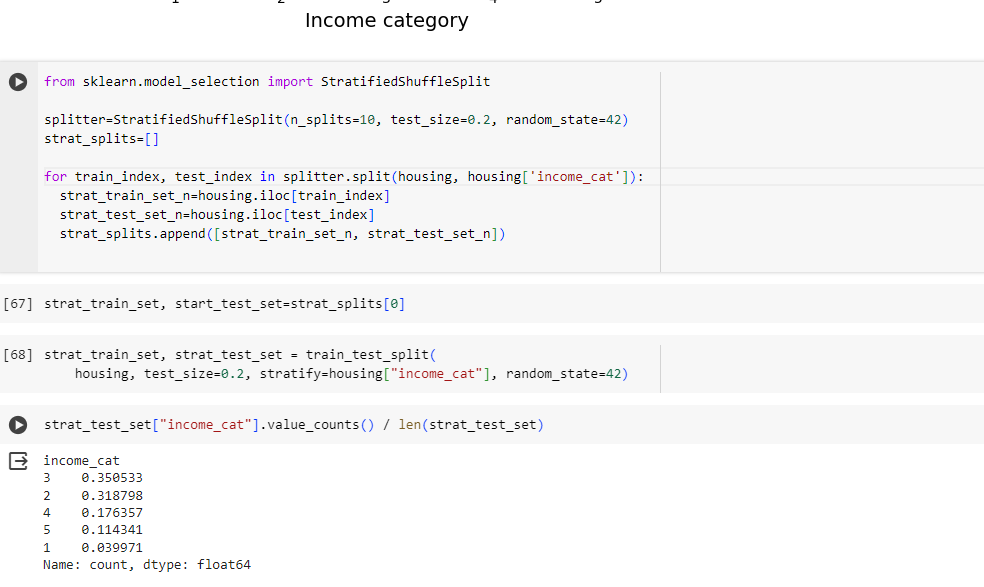 Income category
from sklearn.model_selection import StratifiedShuffleSplit
splitter=StratifiedShuffleSplit(n_splits=10, test_size=0.2, random_state=42)
strat_splits=[]
for train_index, test_index in splitter.split(housing, housing['income_cat']):
  strat_train_set_n=housing.iloc[train_index]
  strat_test_set_n=housing.iloc[test_index]
  strat_splits.append([strat_train_set_n, strat_test_set_n])
[67] strat_train_set, start_test_set=strat_splits[0]
[68] strat_train_set, strat_test_set = train_test_split(
    housing, test_size=0.2, stratify=housing["income_cat"], random_state=42)
strat_test_set["income_cat"].value_counts() / len(strat_test_set)
income_cat
3    0.350533
2    0.318798
4    0.176357
5    0.114341
1    0.039971
Name: count, dtype: float64